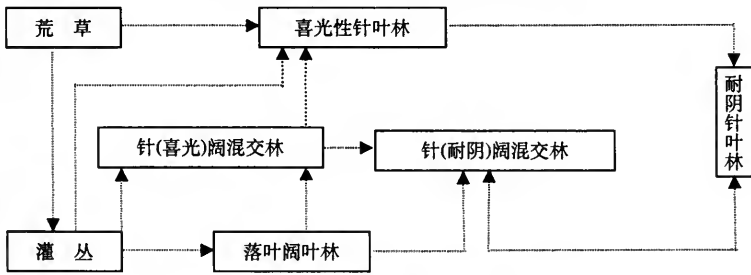 荒 草
喜光性针叶林
耐阴针叶林
针(喜光)阔混交林
针(耐阴)阔混交林
灌 丛
落叶阔叶林